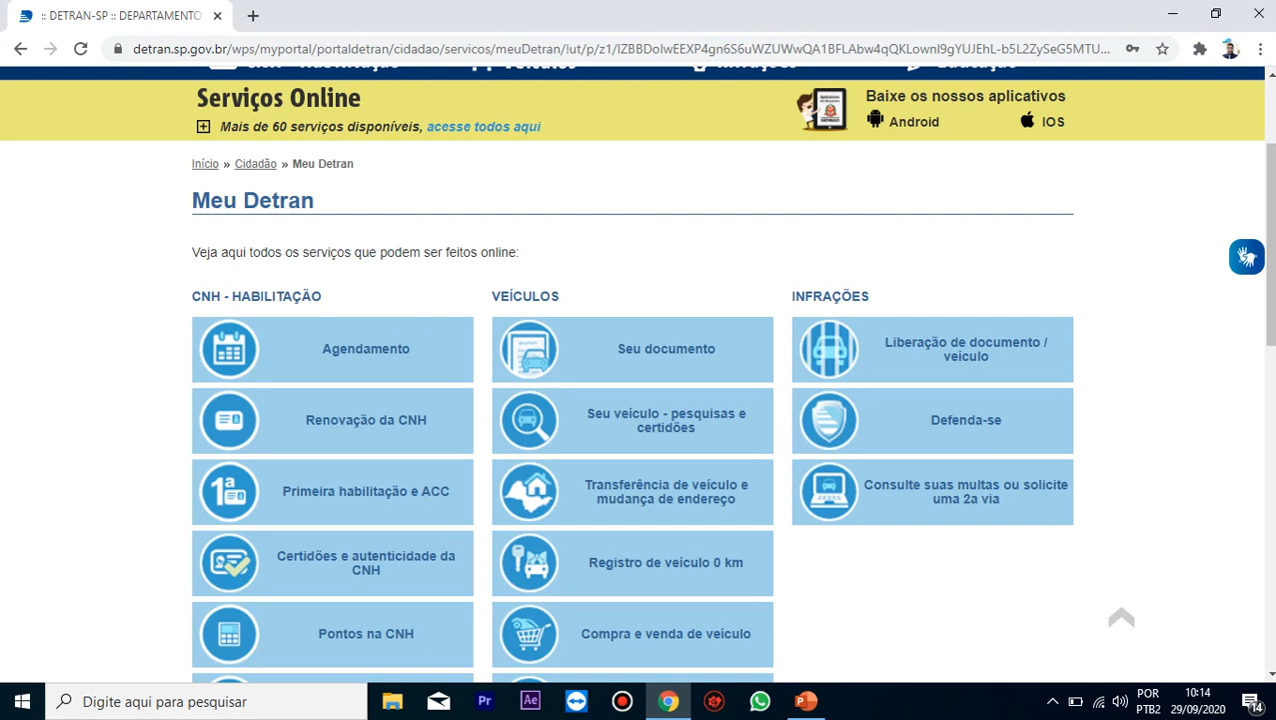 :: DETRAN-SP :: DEPARTAMENTO
detran.sp.gov.br/wps/myportal/portaldetran/cidadao/servicos/meuDetran/!ut/p/z1/
Serviços Online
Mais de 60 serviços disponíveis, acesse todos aqui
Baixe os nossos aplicativos
Android
IOS
Início » Cidadão » Meu Detran
Meu Detran
Veja aqui todos os serviços que podem ser feitos online:
CNH - HABILITAÇÃO
Agendamento
Renovação da CNH
Primeira habilitação e ACC
Certidões e autenticidade da
CNH
Pontos na CNH
VEÍCULOS
Seu documento
Seu veículo - pesquisas e
certidões
Transferência de veículo e
mudança de endereço
Registro de veículo 0 km
Compra e venda de veículo
INFRAÇÕES
Liberação de documento /
veículo
Defenda-se
Consulte suas multas ou solicite
uma 2a via
Digite aqui para pesquisar
Pr
Ae
POR
PTB2
10:14
29/09/2020
14